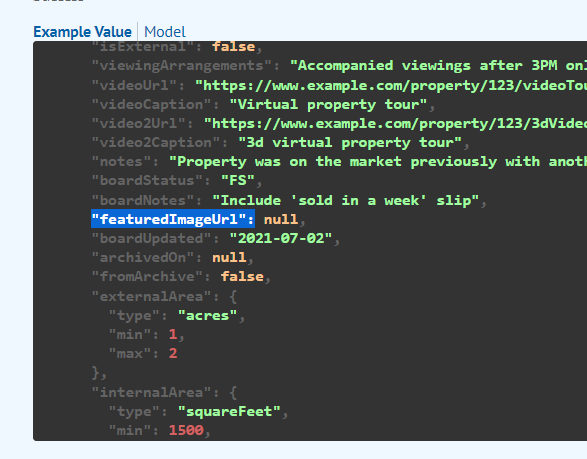 Example Value Model
"isExternal": false,
"viewingArrangements": "Accompanied viewings after 3PM
"videoUrl": "https://www.example.com/property/123/videoTou
"videoCaption": "Virtual property tour",
"video2Url": "https://www.example.com/property/123/3dVideo
"video2Caption": "3d virtual property tour",
"notes": "Property was on the market previously with anoth
"boardStatus": "FS",
"boardNotes": "Include 'sold in a week' slip",
"featuredImageUrl": null,
"boardUpdated": "2021-07-02",
"archivedOn": null,
"fromArchive": false,
"externalArea": {
"type": "acres",
"min": 1,
"max": 2
},
"internalArea": {
"type": "squareFeet",
"min": 1500,